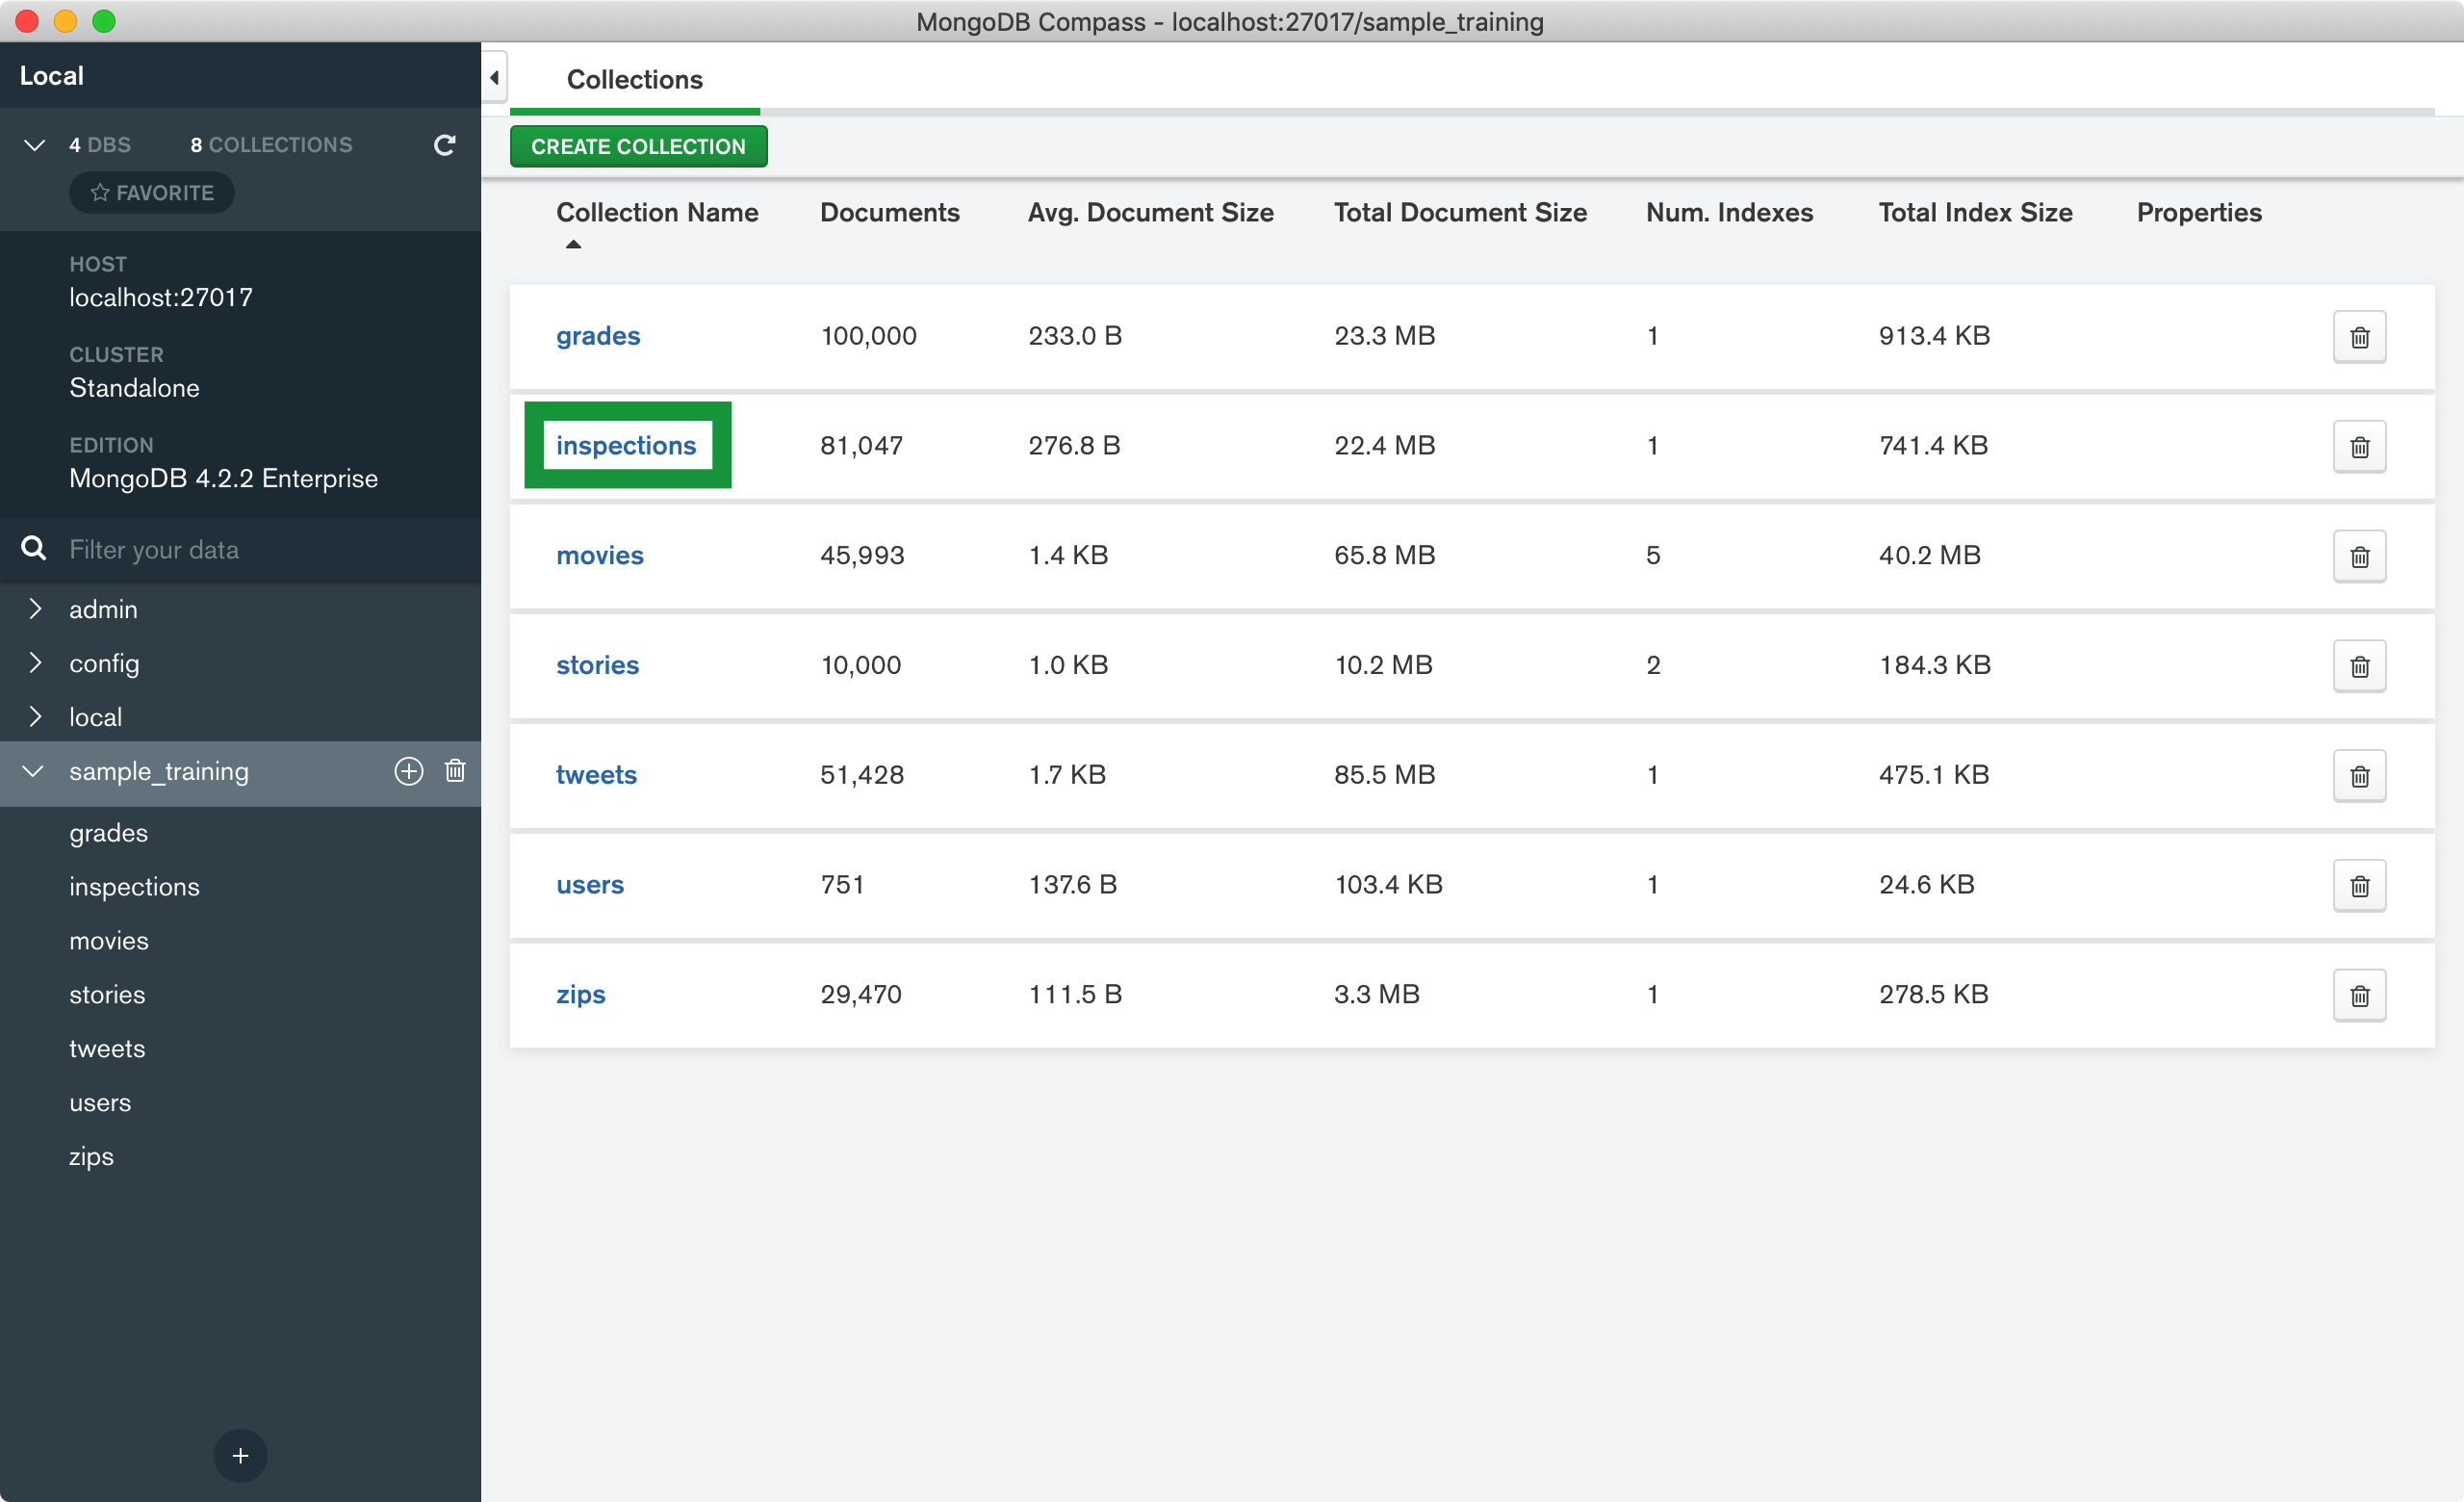 MongoDB Compass - localhost:27017/sample_training
Local
4 DBS 8 COLLECTIONS
FAVORITE
HOST
localhost:27017
CLUSTER
Standalone
EDITION
MongoDB 4.2.2 Enterprise
Filter your data
admin
config
local
sample_training
grades
inspections
movies
stories
tweets
users
zips
Collections
CREATE COLLECTION
Collection Name Documents Avg. Document Size Total Document Size Num. Indexes Total Index Size Properties
grades 100,000 233.0 B 23.3 MB 1 913.4 KB
inspections 81,047 276.8 B 22.4 MB 1 741.4 KB
movies 45,993 1.4 KB 65.8 MB 5 40.2 MB
stories 10,000 1.0 KB 10.2 MB 2 184.3 KB
tweets 51,428 1.7 KB 85.5 MB 1 475.1 KB
users 751 137.6 B 103.4 KB 1 24.6 KB
zips 29,470 111.5 B 3.3 MB 1 278.5 KB